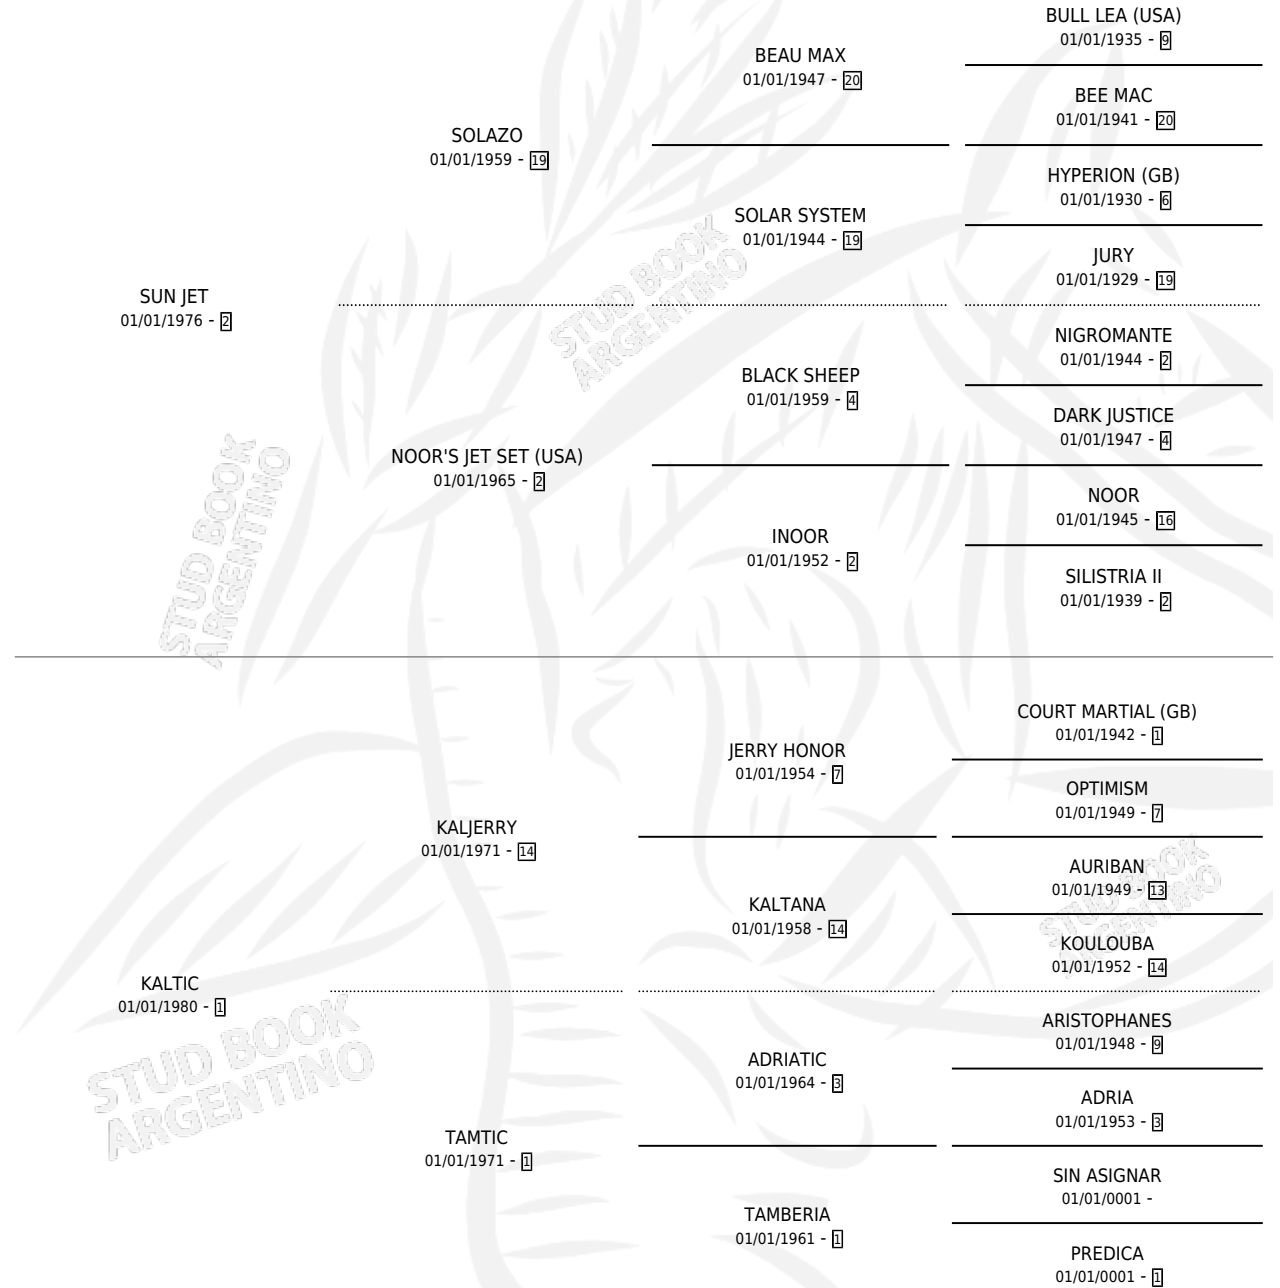 BULL LEA (USA)
01/01/1935 - 9
BEAU MAX
01/01/1947 - 20
BEE MAC
01/01/1941 - 20
SOLAZO
01/01/1959 - 19
HYPERION (GB)
01/01/1930 - 6
SOLAR SYSTEM
01/01/1944 - 19
JURY
01/01/1929 - 19
SUN JET
01/01/1976 - 2
NIGROMANTE
01/01/1944 - 2
BLACK SHEEP
01/01/1959 - 4
DARK JUSTICE
01/01/1947 - 4
NOOR'S JET SET (USA)
01/01/1965 - 2
NOOR
01/01/1945 - 16
INOOR
01/01/1952 - 2
SILISTRIA II
01/01/1939 - 2
COURT MARTIAL (GB)
01/01/1942 - 1
JERRY HONOR
01/01/1954 - 7
OPTIMISM
01/01/1949 - 7
KALJERRY
01/01/1971 - 14
AURIBAN
01/01/1949 - 13
KALTANA
01/01/1958 - 14
KOULOUBA
01/01/1952 - 14
KALTIC
01/01/1980 - 1
ARISTOPHANES
01/01/1948 - 9
ADRIATIC
01/01/1964 - 3
ADRIA
01/01/1953 - 3
TAMTIC
01/01/1971 - 1
SIN ASIGNAR
01/01/0001 -
TAMBERIA
01/01/1961 - 1
PREDICA
01/01/0001 - 1
STUD BOOK
ARGENTINO
STUD BOOK
ARGENTINO
STUD BOOK
ARGENTINO
STUD BOOK
ARGENTINO